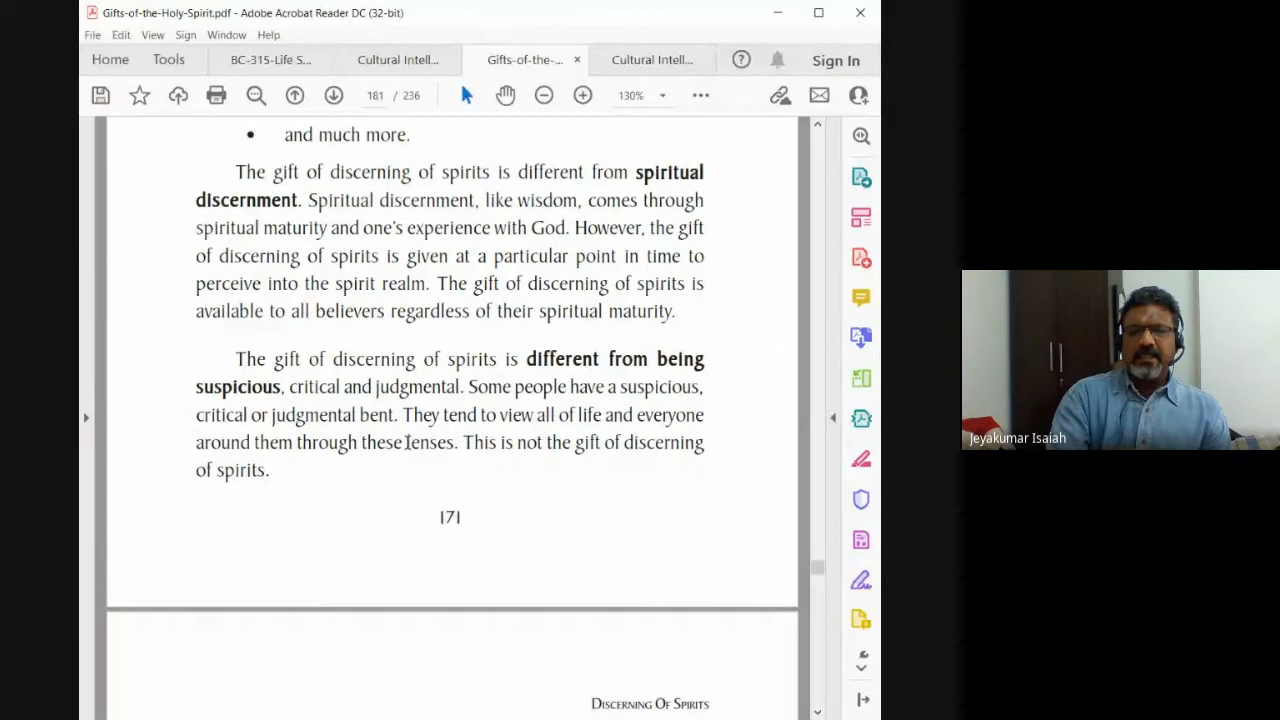 Gifts-of-the-Holy-Spirit.pdf - Adobe Acrobat Reader DC (32-bit)
File Edit View Sign Window Help
Home Tools BC-315-Life S... Cultural Intell... Gifts-of-the-... × Cultural Intell... Sign In
181 / 236 130%
• and much more.
The gift of discerning of spirits is different from spiritual
discernment. Spiritual discernment, like wisdom, comes through
spiritual maturity and one's experience with God. However, the gift
of discerning of spirits is given at a particular point in time to
perceive into the spirit realm. The gift of discerning of spirits is
available to all believers regardless of their spiritual maturity.
The gift of discerning of spirits is different from being
suspicious, critical and judgmental. Some people have a suspicious,
critical or judgmental bent. They tend to view all of life and everyone
around them through these lenses. This is not the gift of discerning
of spirits.
171
DISCERNING OF SPIRITS
Jeyakumar Isaiah